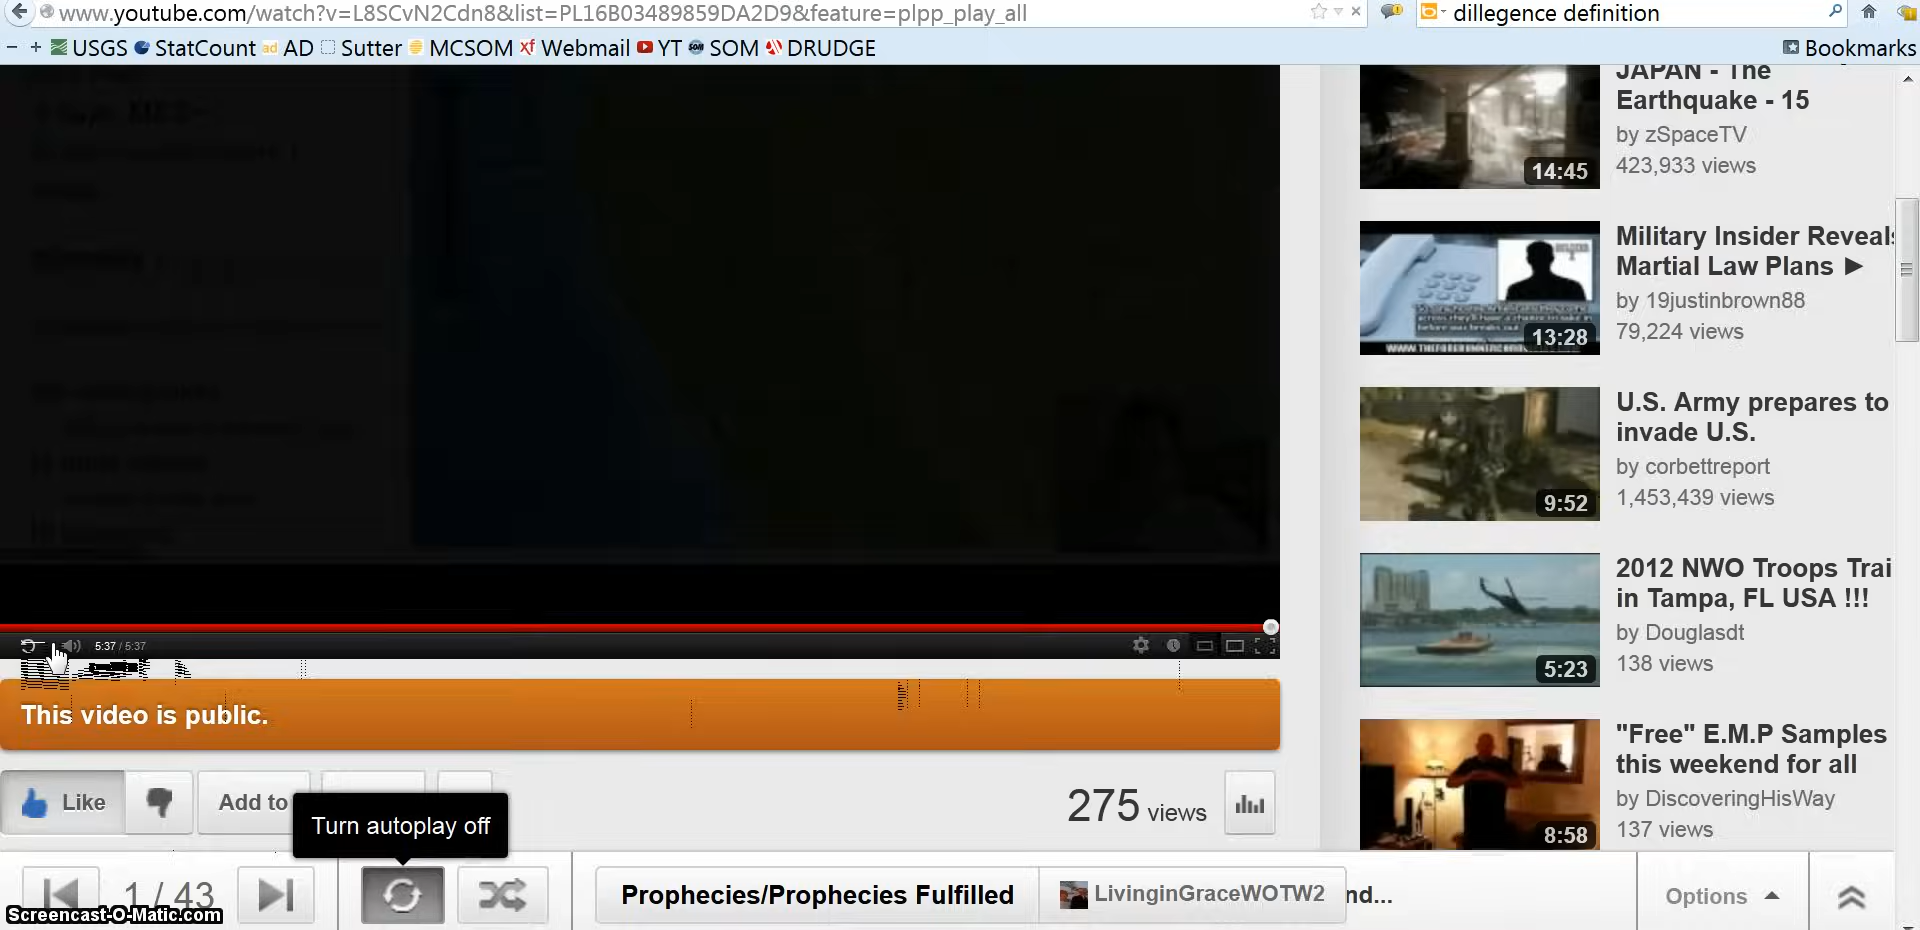 www.youtube.com/watch?v=L8SCvN2Cdn8&list=PL16B03489859DA2D9&feature=plpp_play_all
dillegence definition
USGS StatCount ad AD Sutter MCSOM Webmail YT SOM DRUDGE
Bookmarks
JAPAN - The
Earthquake - 15
by zSpaceTV
423,933 views
14:45
Military Insider Reveals
Martial Law Plans ►
by 19justinbrown88
79,224 views
13:28
U.S. Army prepares to
invade U.S.
by corbettreport
1,453,439 views
9:52
2012 NWO Troops Trai
in Tampa, FL USA !!!
by Douglasdt
138 views
5:23
"Free" E.M.P Samples
this weekend for all
by DiscoveringHisWay
137 views
8:58
5:37 / 5:37
This video is public.
Like
Add to
275 views
Turn autoplay off
1 / 43
Prophecies/Prophecies Fulfilled
LivinginGraceWOTW2
nd...
Options
Screencast-O-Matic.com